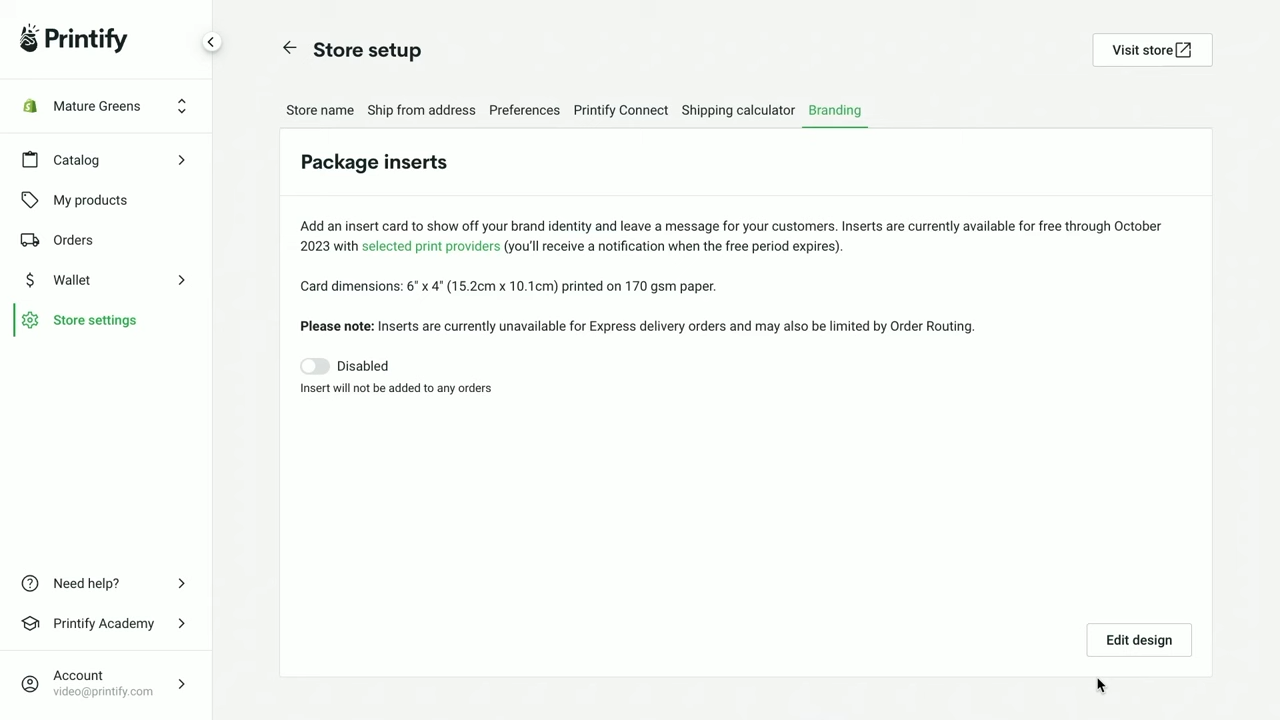 Printify
Store setup
Visit store
Mature Greens
Store name
Ship from address
Preferences
Printify Connect
Shipping calculator
Branding
Catalog
My products
Orders
Wallet
Store settings
Package inserts
Add an insert card to show off your brand identity and leave a message for your customers. Inserts are currently available for free through October
2023 with selected print providers (you'll receive a notification when the free period expires).
Card dimensions: 6" x 4" (15.2cm x 10.1cm) printed on 170 gsm paper.
Please note: Inserts are currently unavailable for Express delivery orders and may also be limited by Order Routing.
Disabled
Insert will not be added to any orders
Need help?
Printify Academy
Edit design
Account
video@printify.com